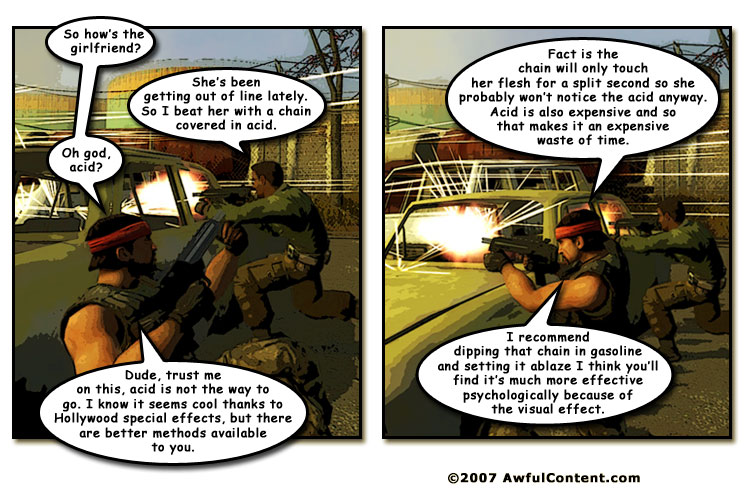 So how's the
girlfriend?
She's been
getting out of line lately.
So I beat her with a chain
covered in acid.
Oh god,
acid?
Dude, trust me
on this, acid is not the way to
go. I know it seems cool thanks to
Hollywood special effects, but there
are better methods available
to you.
Fact is the
chain will only touch
her flesh for a split second so she
probably won't notice the acid anyway.
Acid is also expensive and so
that makes it an expensive
waste of time.
I recommend
dipping that chain in gasoline
and setting it ablaze I think you'll
find it's much more effective
psychologically because of
the visual effect.
©2007 AwfulContent.com